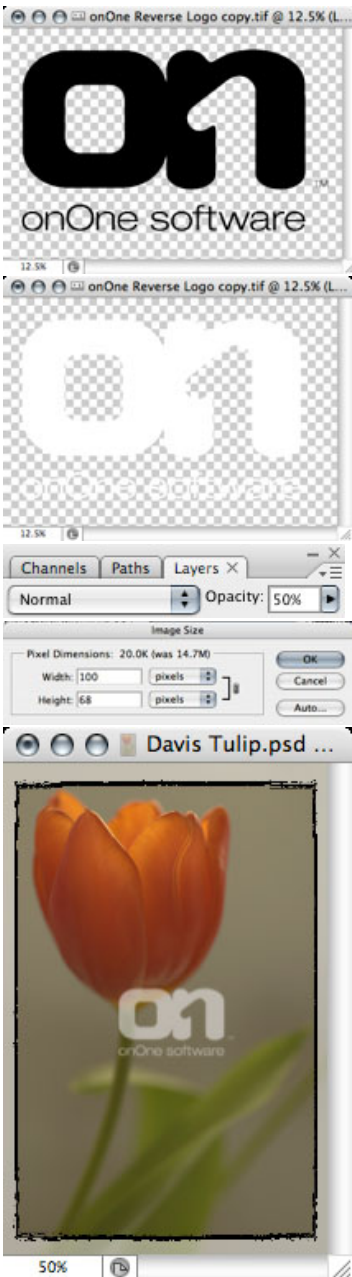 onOne Reverse Logo copy.tif @ 12.5% (L...
on
TM
onOne software
12.5%
onOne Reverse Logo copy.tif @ 12.5% (L...
on
onOne software
12.5%
Channels Paths Layers
Normal Opacity: 50%
Image Size
Pixel Dimensions: 20.0K (was 14.7M)
Width: 100 pixels
Height: 68 pixels
OK
Cancel
Auto...
Davis Tulip.psd ...
on
onOne software
50%